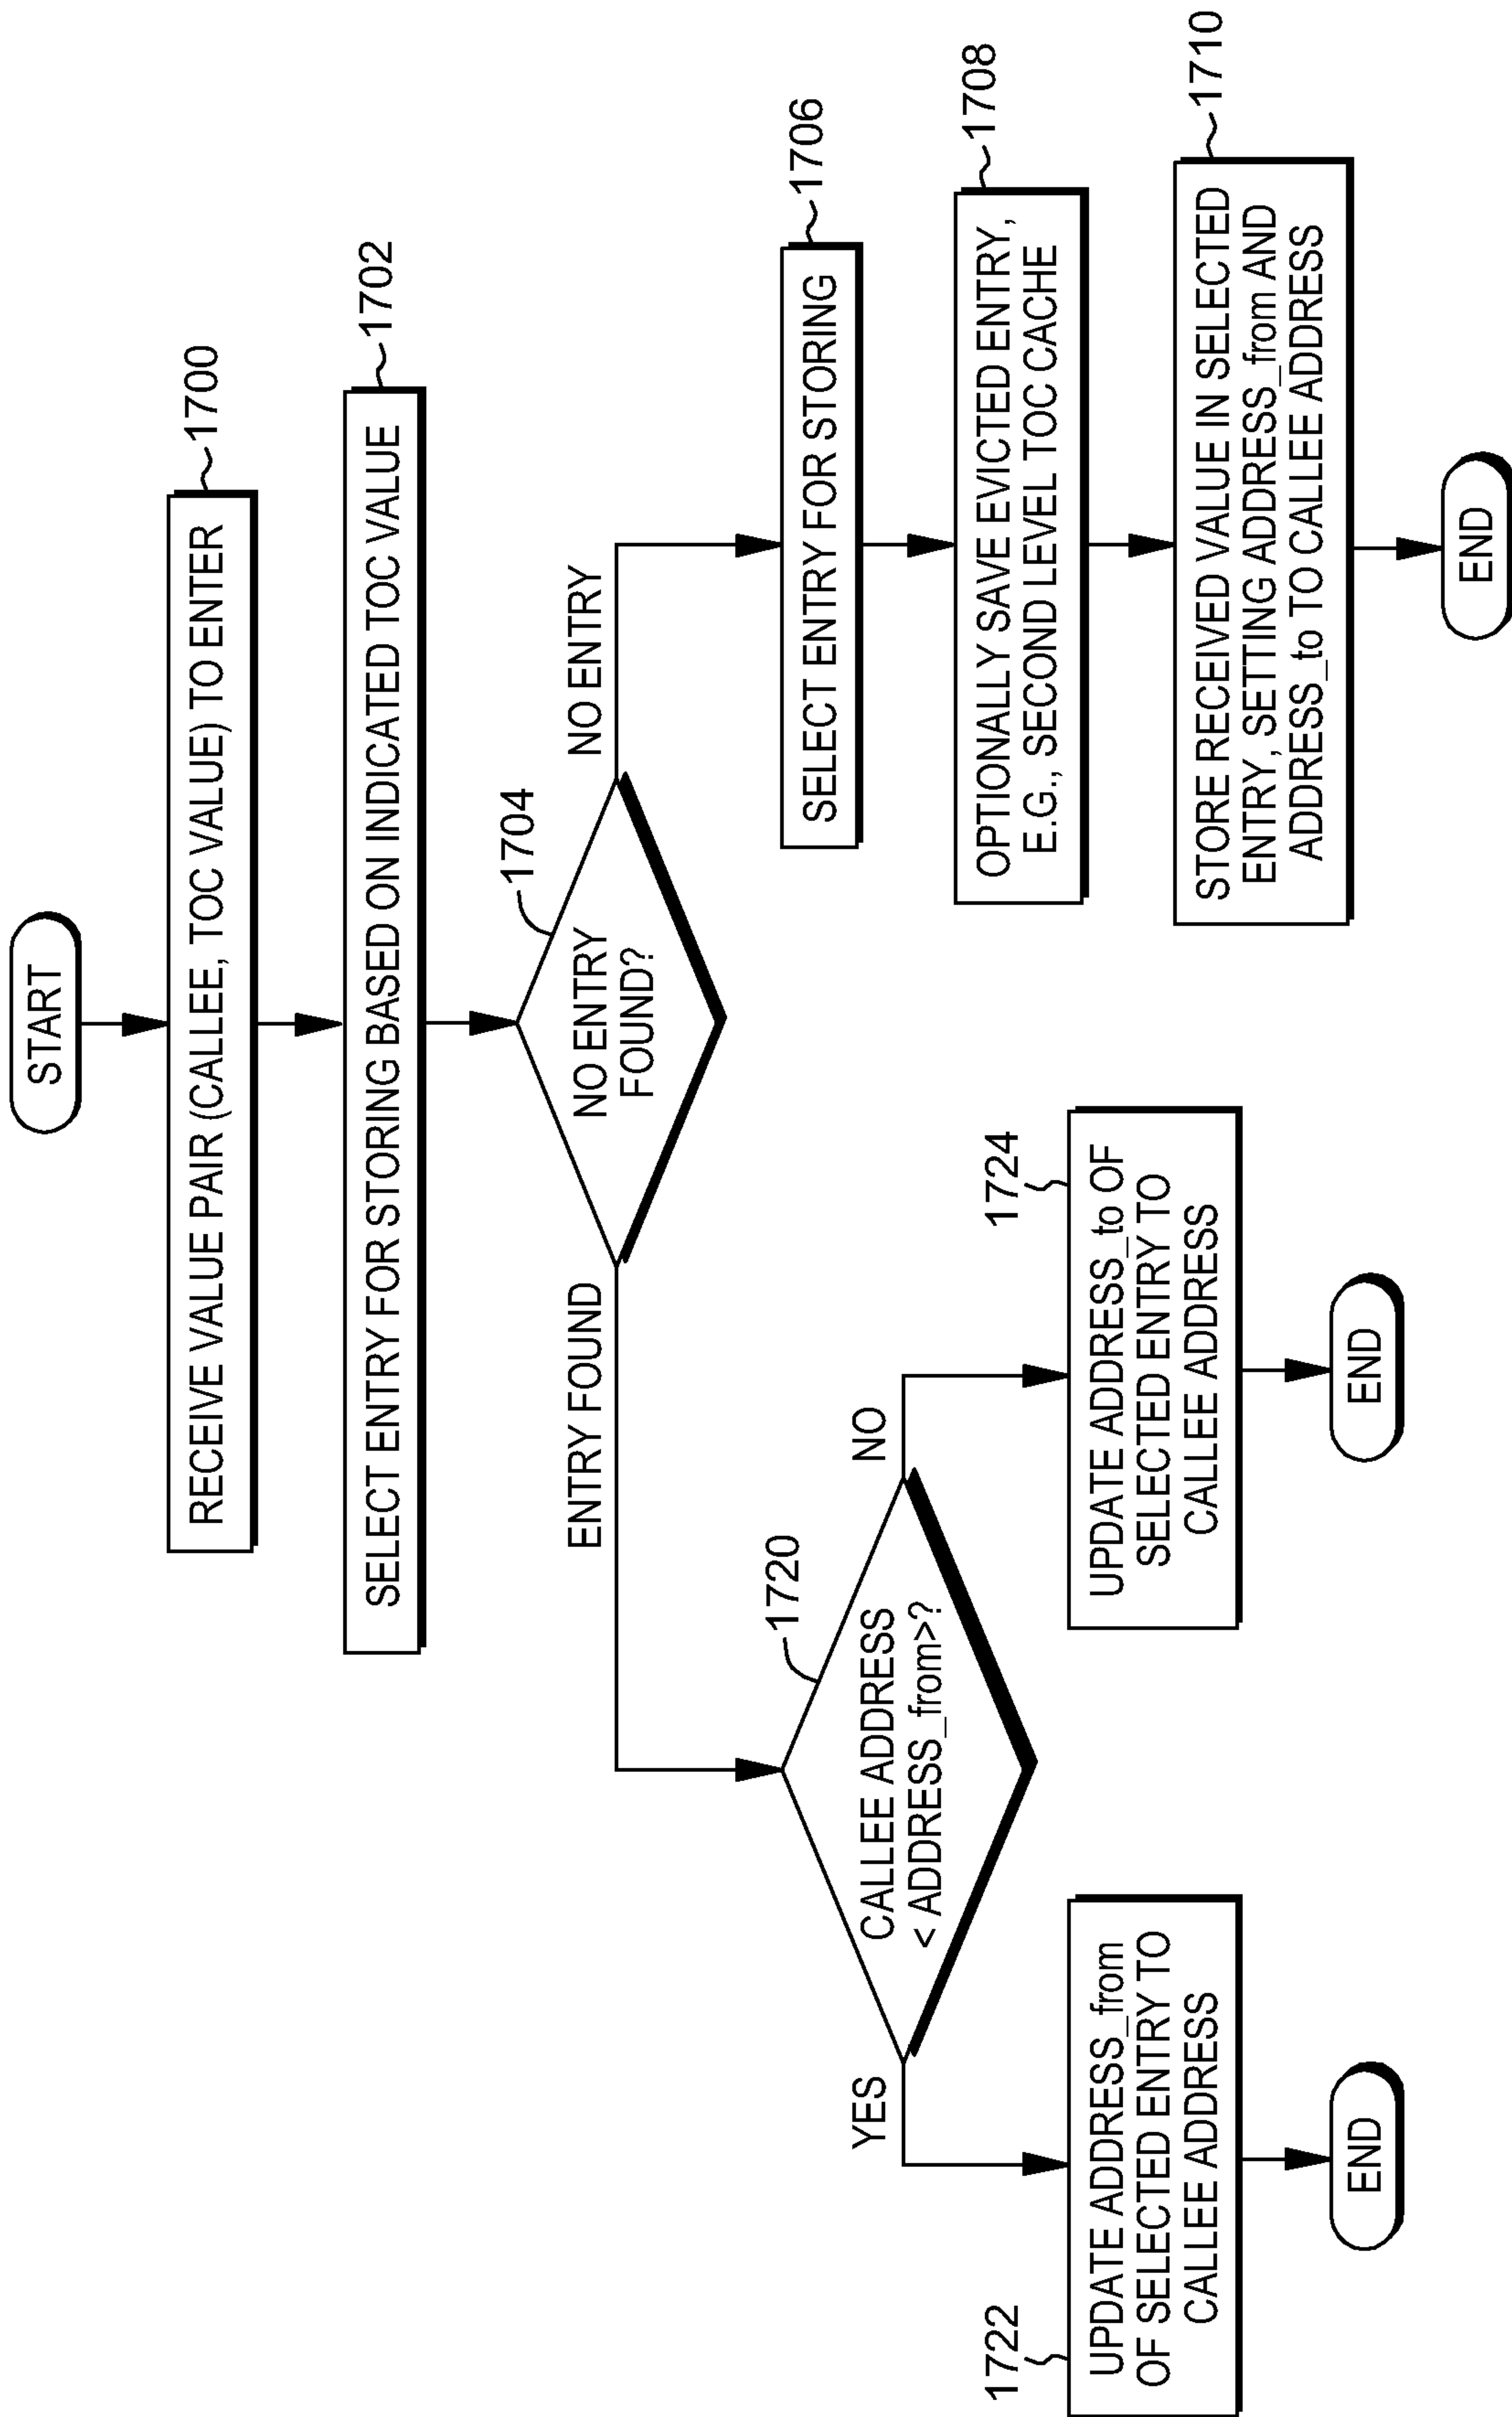 START
RECEIVE VALUE PAIR (CALLEE, TOC VALUE) TO ENTER
1700
SELECT ENTRY FOR STORING BASED ON INDICATED TOC VALUE
1702
NO ENTRY
FOUND?
1704
ENTRY FOUND
NO ENTRY
CALLEE ADDRESS
< ADDRESS_from>?
1720
YES
NO
1722
UPDATE ADDRESS_from
OF SELECTED ENTRY TO
CALLEE ADDRESS
END
1724
UPDATE ADDRESS_to OF
SELECTED ENTRY TO
CALLEE ADDRESS
END
SELECT ENTRY FOR STORING
1706
OPTIONALLY SAVE EVICTED ENTRY,
E.G., SECOND LEVEL TOC CACHE
1708
STORE RECEIVED VALUE IN SELECTED
ENTRY, SETTING ADDRESS_from AND
ADDRESS_to TO CALLEE ADDRESS
1710
END